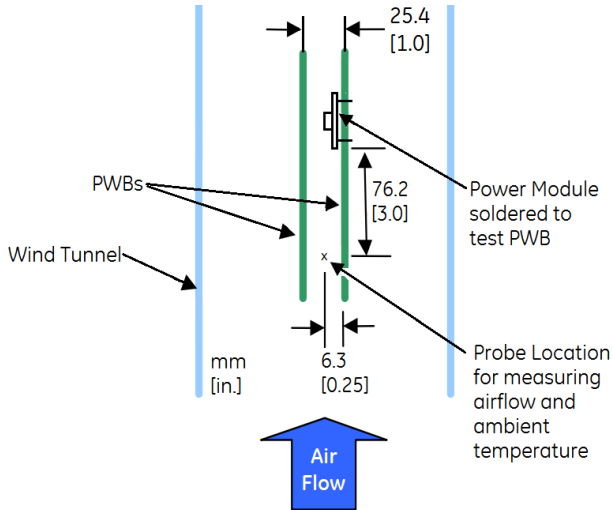 25.4
[1.0]
PWBs
76.2
[3.0]
Power Module
soldered to
test PWB
Wind Tunnel
x
mm
[in.]
6.3
[0.25]
Probe Location
for measuring
airflow and
ambient
temperature
Air
Flow